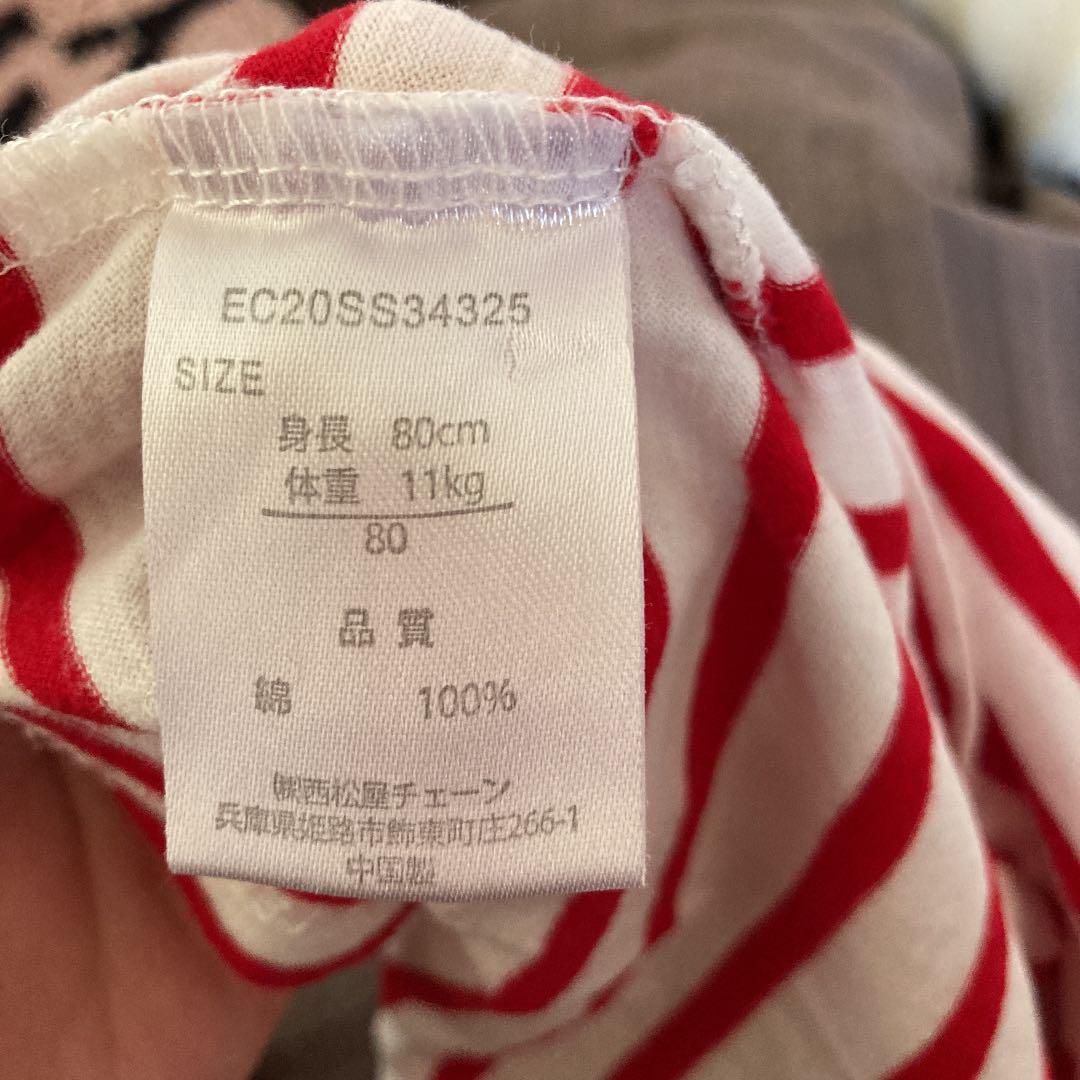 EC20SS34325
SIZE
身長 80cm
体重 11kg
80
品質
綿 100%
㈱西松屋チェーン
兵庫県姫路市飾東町庄266-1
中国製